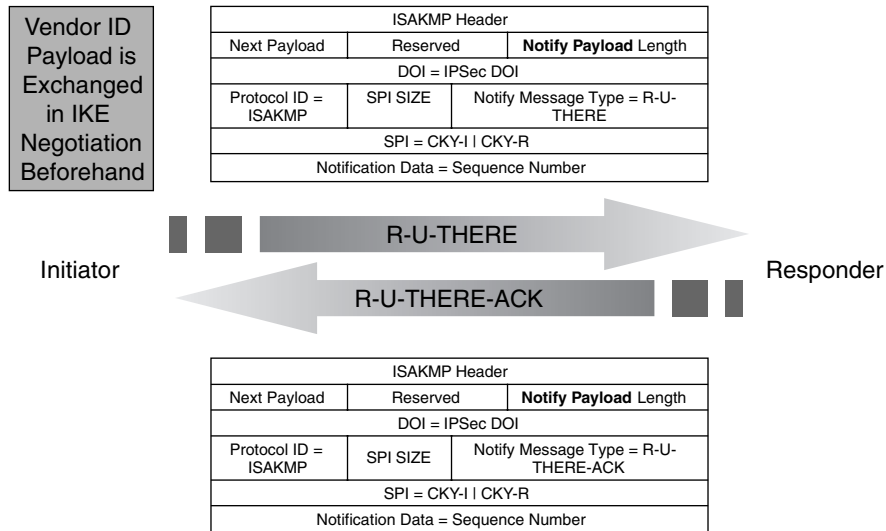 Vendor ID
Payload is
Exchanged
in IKE
Negotiation
Beforehand
ISAKMP Header
Next Payload
Reserved
Notify Payload Length
DOI = IPSec DOI
Protocol ID =
ISAKMP
SPI SIZE
Notify Message Type = R-U-
THERE
SPI = CKY-I | CKY-R
Notification Data = Sequence Number
R-U-THERE
Initiator
Responder
R-U-THERE-ACK
ISAKMP Header
Next Payload
Reserved
Notify Payload Length
DOI = IPSec DOI
Protocol ID =
ISAKMP
SPI SIZE
Notify Message Type = R-U-
THERE-ACK
SPI = CKY-I | CKY-R
Notification Data = Sequence Number